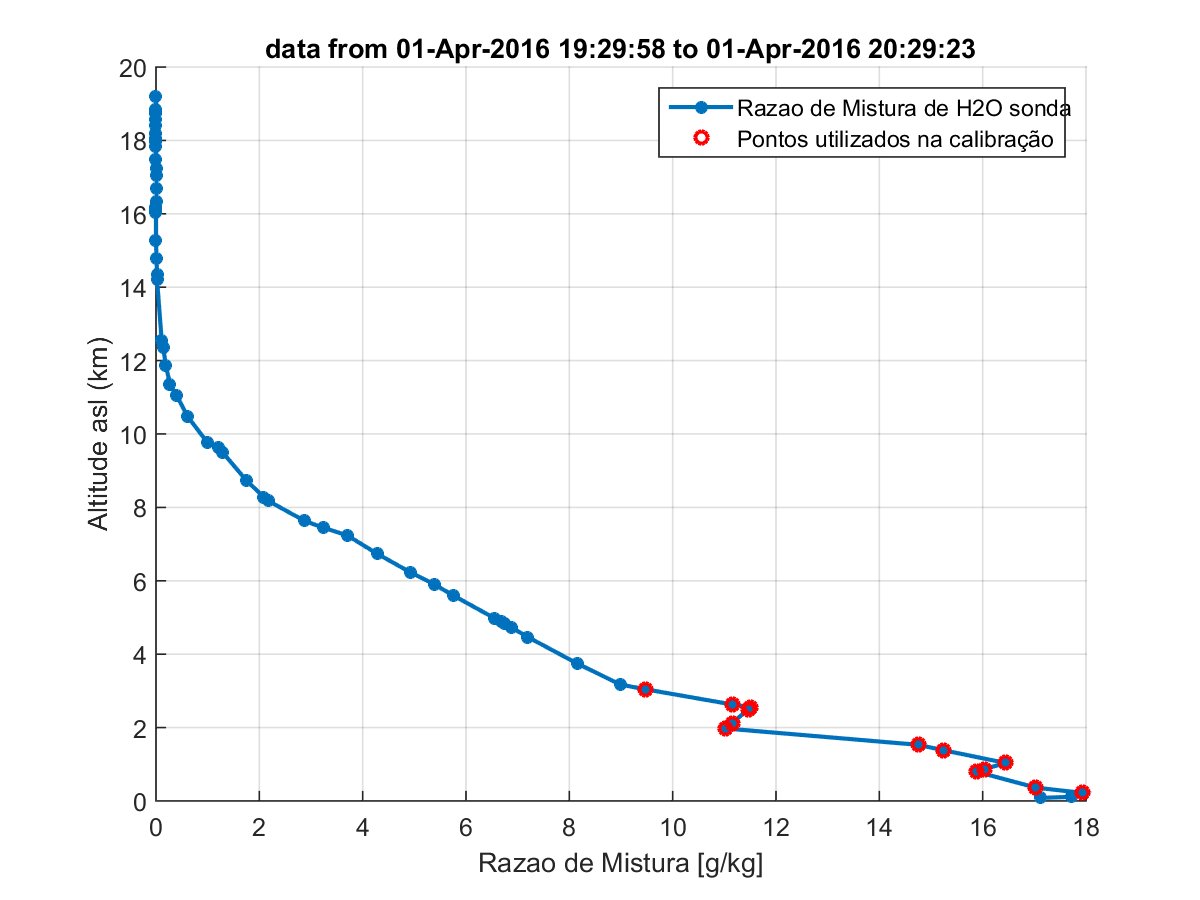 data from 01-Apr-2016 19:29:58 to 01-Apr-2016 20:29:23
Razao de Mistura de H2O sonda
Pontos utilizados na calibração
Altitude asl (km)
20
18
16
14
12
10
8
6
4
2
0
0 2 4 6 8 10 12 14 16 18
Razao de Mistura [g/kg]